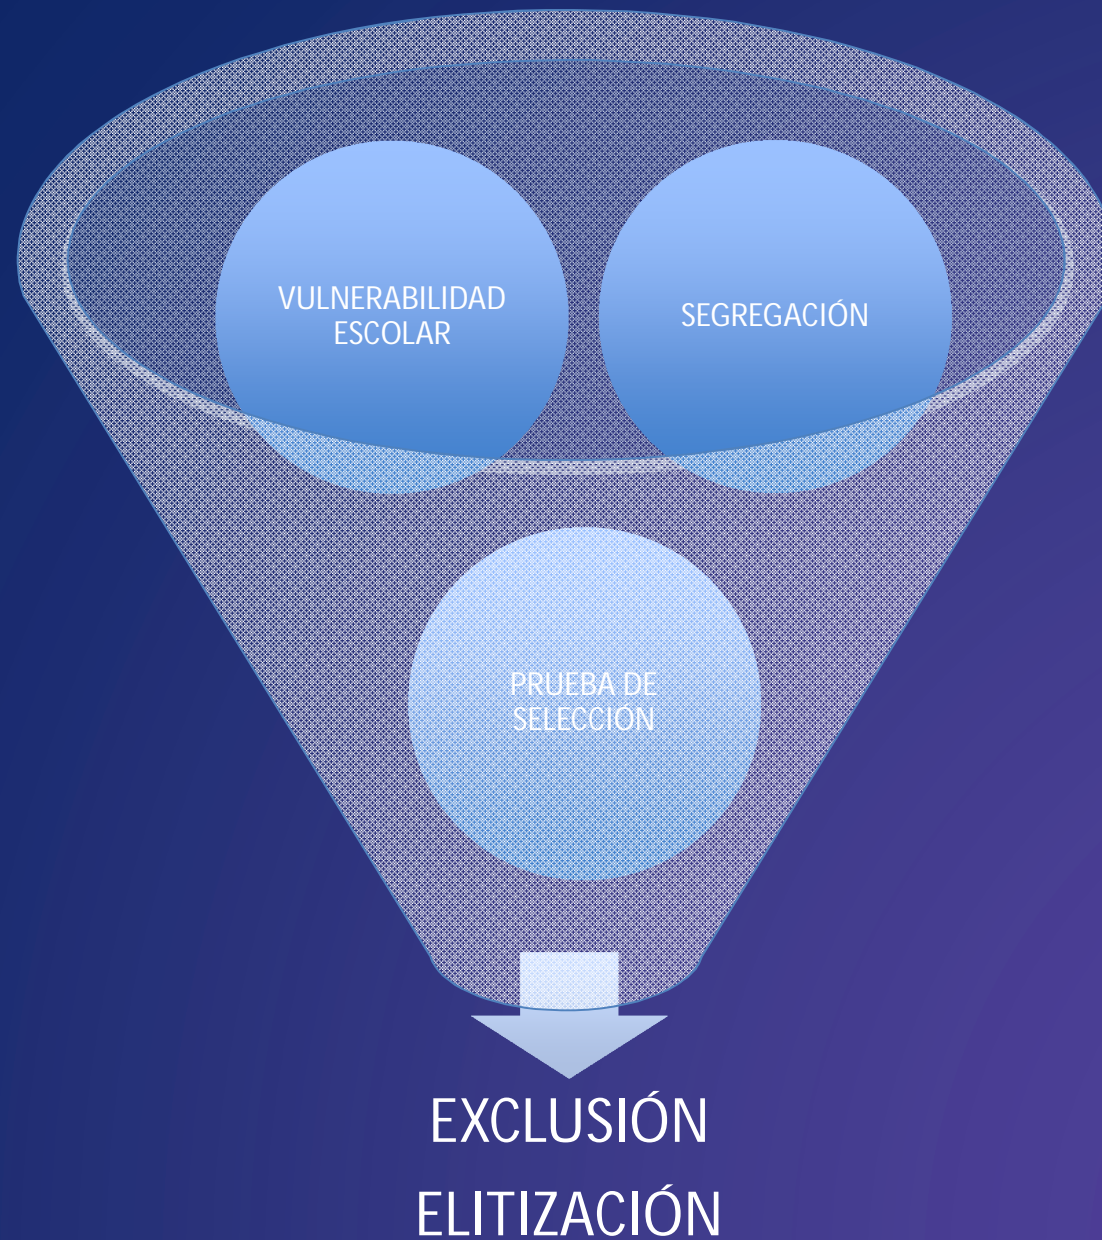 VULNERABILIDAD
ESCOLAR
SEGREGACIÓN
PRUEBA DE
SELECCIÓN
EXCLUSIÓN
ELITIZACIÓN